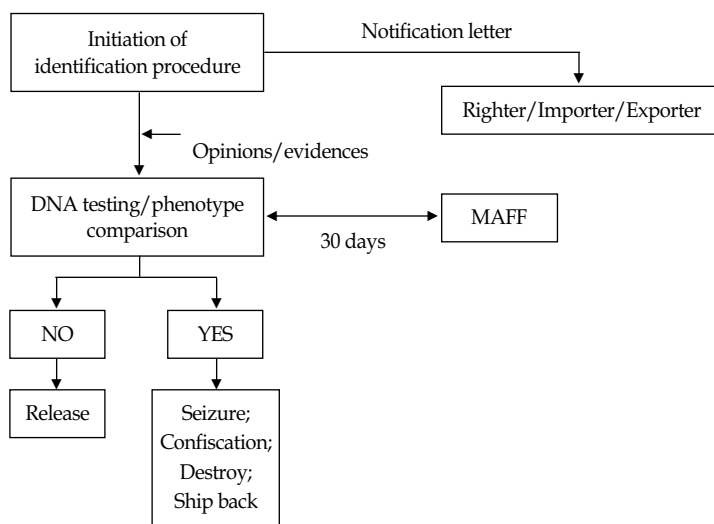 Initiation of
identification procedure
Notification letter
Righter/Importer/Exporter
Opinions/evidences
DNA testing/phenotype
comparison
30 days
MAFF
NO
YES
Release
Seizure;
Confiscation;
Destroy;
Ship back